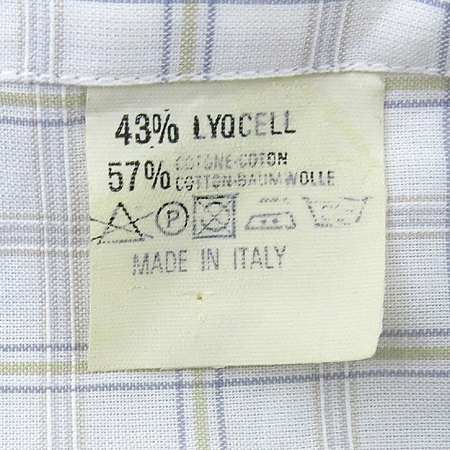 43% LYOCELL
57% COTONE-COTON
COTTON-BAUMWOLLE
P
MADE IN ITALY